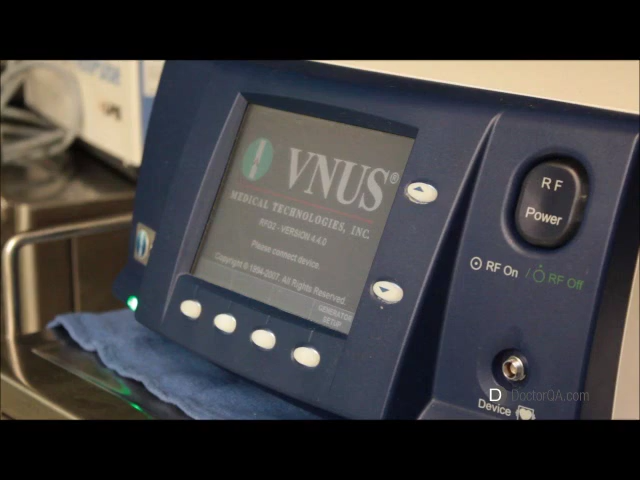 VNUS®
MEDICAL TECHNOLOGIES, INC.
RFG2 - VERSION 4.4.0
Please connect device.
Copyright © 1994-2007. All Rights Reserved.
GENERATOR
SETUP
RF
Power
RF On / RF Off
Device
D DoctorQA.com